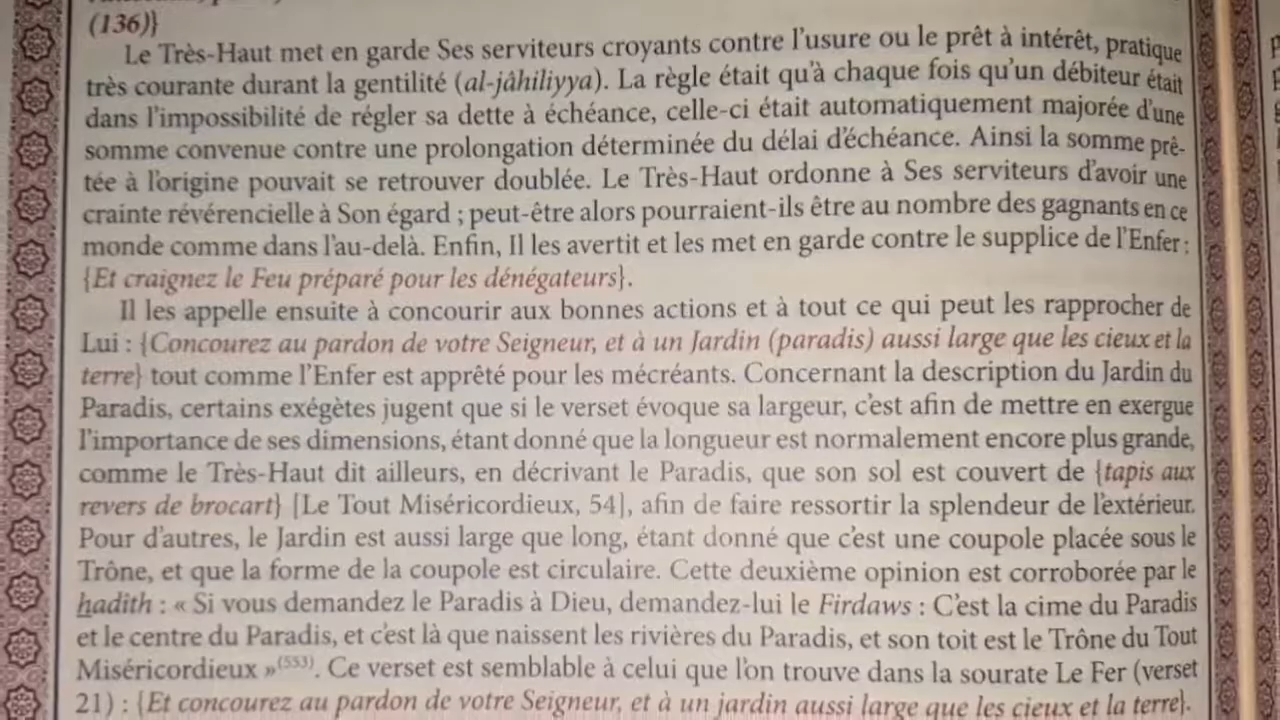 (136)}
Le Très-Haut met en garde Ses serviteurs croyants contre l'usure ou le prêt à intérêt, pratique
très courante durant la gentilité (al-jâhiliyya). La règle était qu'à chaque fois qu'un débiteur était
dans l'impossibilité de régler sa dette à échéance, celle-ci était automatiquement majorée d'une
somme convenue contre une prolongation déterminée du délai d'échéance. Ainsi la somme prê-
tée à l'origine pouvait se retrouver doublée. Le Très-Haut ordonne à Ses serviteurs d'avoir une
crainte révérencielle à Son égard ; peut-être alors pourraient-ils être au nombre des gagnants en ce
monde comme dans l'au-delà. Enfin, Il les avertit et les met en garde contre le supplice de l'Enfer :
{Et craignez le Feu préparé pour les dénégateurs}.
Il les appelle ensuite à concourir aux bonnes actions et à tout ce qui peut les rapprocher de
Lui : {Concourez au pardon de votre Seigneur, et à un Jardin (paradis) aussi large que les cieux et la
terre} tout comme l'Enfer est apprêté pour les mécréants. Concernant la description du Jardin du
Paradis, certains exégètes jugent que si le verset évoque sa largeur, c'est afin de mettre en exergue
l'importance de ses dimensions, étant donné que la longueur est normalement encore plus grande,
comme le Très-Haut dit ailleurs, en décrivant le Paradis, que son sol est couvert de {tapis aux
revers de brocart} [Le Tout Miséricordieux, 54], afin de faire ressortir la splendeur de l'extérieur.
Pour d'autres, le Jardin est aussi large que long, étant donné que c'est une coupole placée sous le
Trône, et que la forme de la coupole est circulaire. Cette deuxième opinion est corroborée par le
hadith : « Si vous demandez le Paradis à Dieu, demandez-lui le Firdaws : C'est la cime du Paradis
et le centre du Paradis, et c'est là que naissent les rivières du Paradis, et son toit est le Trône du Tout
Miséricordieux »(553). Ce verset est semblable à celui que l'on trouve dans la sourate Le Fer (verset
21) : {Et concourez au pardon de votre Seigneur, et à un jardin aussi large que les cieux et la terre}.